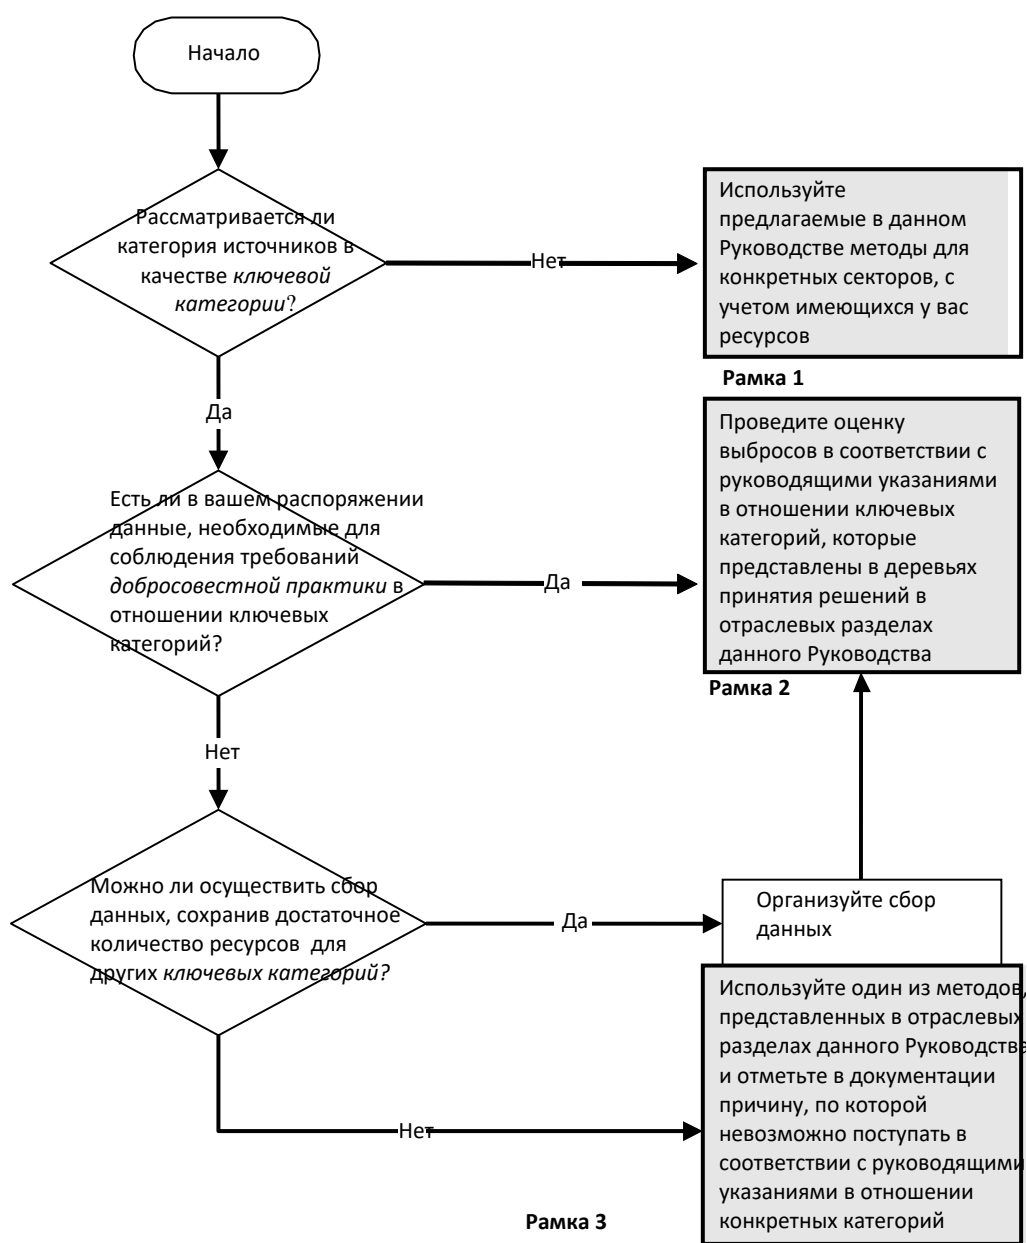 Начало
Рассматривается ли
категория источников в
качестве ключевой
категории?
Нет
Используйте
предлагаемые в данном
Руководстве методы для
конкретных секторов, с
учетом имеющихся у вас
ресурсов
Рамка 1
Да
Есть ли в вашем распоряжении
данные, необходимые для
соблюдения требований
добросовестной практики в
отношении ключевых
категорий?
Да
Проведите оценку
выбросов в соответствии с
руководящими указаниями
в отношении ключевых
категорий, которые
представлены в деревьях
принятия решений в
отраслевых разделах
данного Руководства
Рамка 2
Нет
Можно ли осуществить сбор
данных, сохранив достаточное
количество ресурсов для
других ключевых категорий?
Да
Организуйте сбор
данных
Нет
Используйте один из методов,
представленных в отраслевых
разделах данного Руководства
и отметьте в документации
причину, по которой
невозможно поступать в
соответствии с руководящими
указаниями в отношении
конкретных категорий
Рамка 3